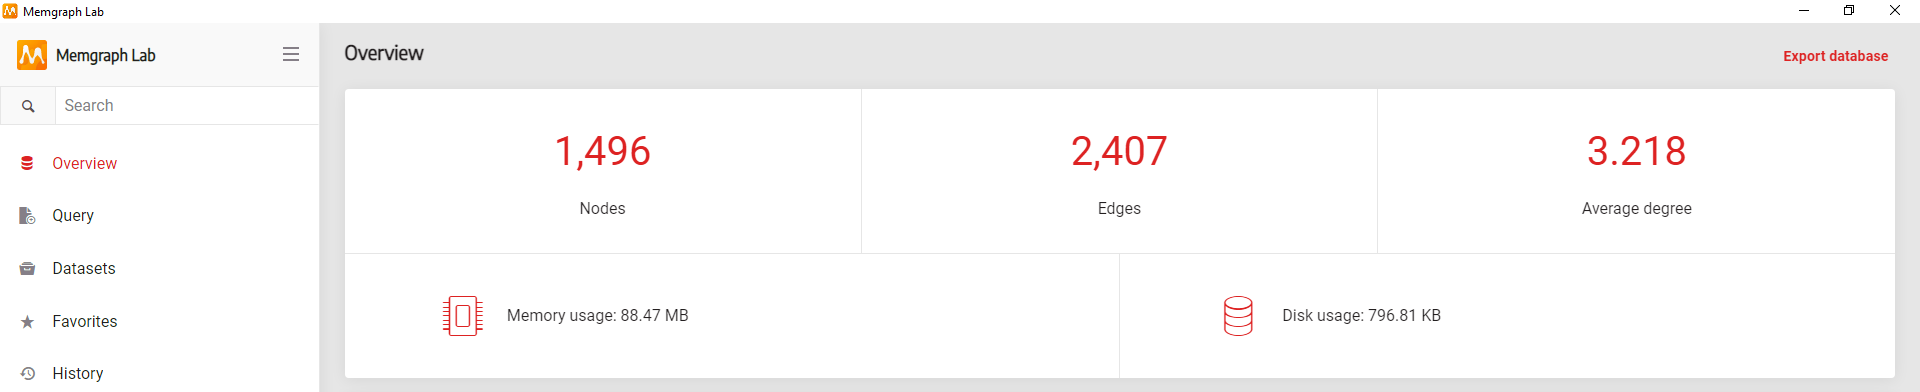 Memgraph Lab
Memgraph Lab
Search
Overview
Query
Datasets
Favorites
History
Overview
Export database
1,496
Nodes
2,407
Edges
3.218
Average degree
Memory usage: 88.47 MB
Disk usage: 796.81 KB